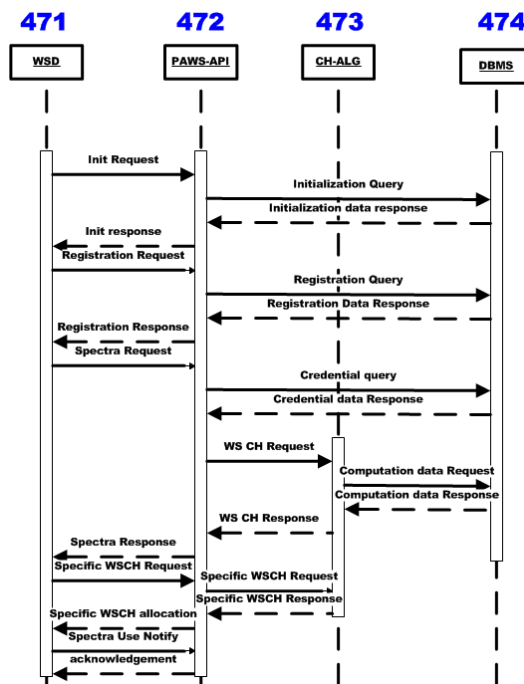 471 472 473 474
WSD PAWS-API CH-ALG DBMS
Init Request
Initialization Query
Initialization data response
Init response
Registration Request
Registration Query
Registration Data Response
Registration Response
Spectra Request
Credential query
Credential data Response
WS CH Request
Computation data Request
Computation data Response
WS CH Response
Spectra Response
Specific WSCH Request
Specific WSCH Request
Specific WSCH Response
Specific WSCH allocation
Spectra Use Notify
acknowledgement